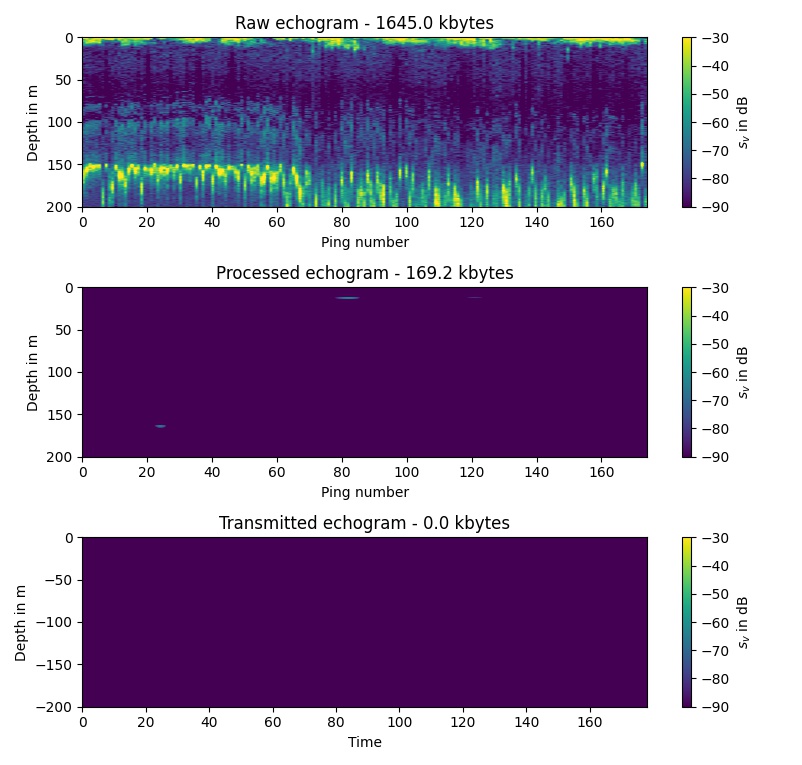 Raw echogram - 1645.0 kbytes
0
50
100
150
200
Depth in m
0 20 40 60 80 100 120 140 160
Ping number
−30
−40
−50
−60
−70
−80
−90
sᵥ in dB
Processed echogram - 169.2 kbytes
0
50
100
150
200
Depth in m
0 20 40 60 80 100 120 140 160
Ping number
−30
−40
−50
−60
−70
−80
−90
sᵥ in dB
Transmitted echogram - 0.0 kbytes
0
−50
−100
−150
−200
Depth in m
0 20 40 60 80 100 120 140 160
Time
−30
−40
−50
−60
−70
−80
−90
sᵥ in dB